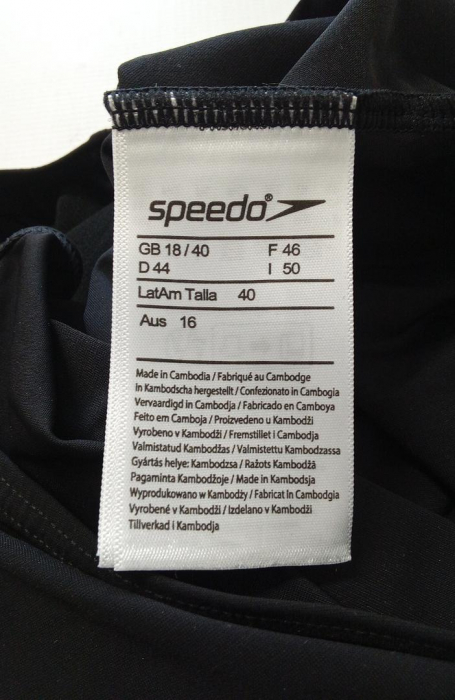 speedo®
GB 18/40 F 46
D 44 I 50
LatAm Talla 40
Aus 16
Made in Cambodia / Fabriqué au Cambodge
In Kambodscha hergestellt / Confezionato in Cambogia
Vervaardigd in Cambodja / Fabricado en Camboya
Feito em Camboja / Proizvedeno u Kambodži
Vyrobeno v Kambodži / Fremstillet i Cambodja
Valmistatud Kambodžas / Valmistettu Kambodzassa
Gyártás helye: Kambodzsa / Ražots Kambodžā
Pagaminta Kambodžoje / Made in Kambodsja
Wyprodukowano w Kambodży / Fabricat în Cambodgia
Vyrobené v Kambodži / Izdelano v Kambodži
Tillverkad i Kambodja